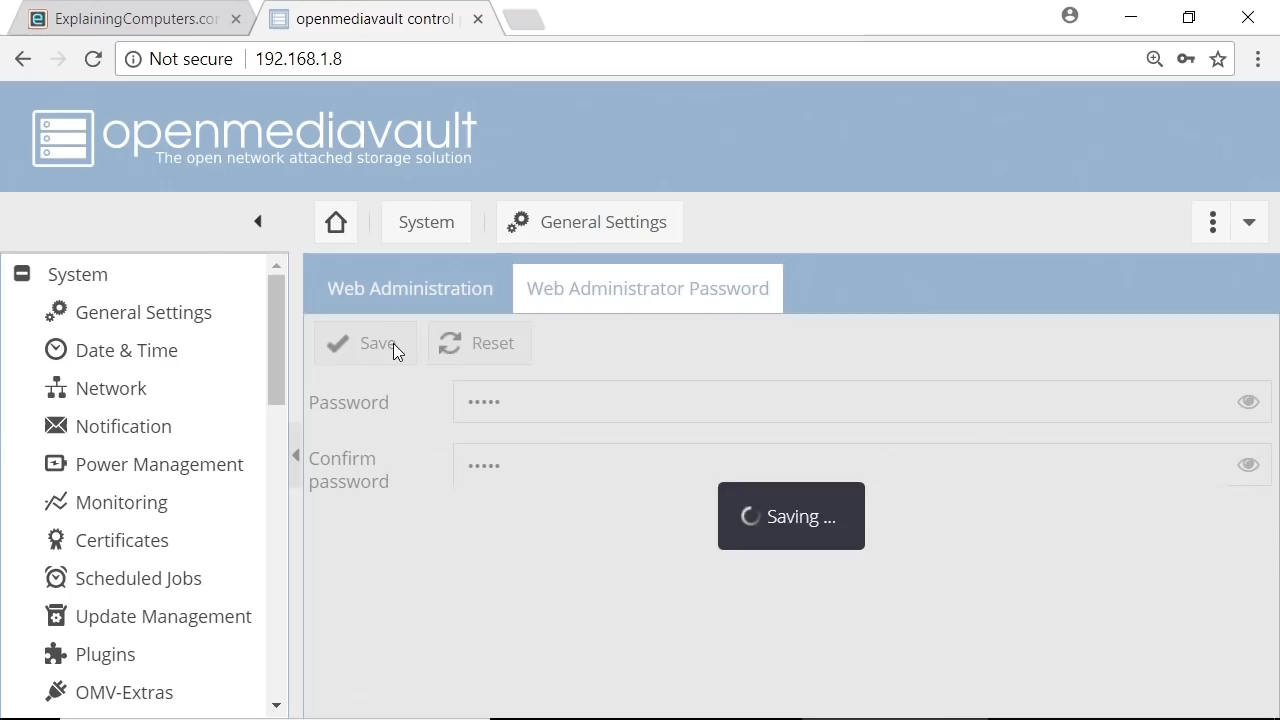 ExplainingComputers.cor
openmediavault control
Not secure
192.168.1.8
openmediavault
The open network attached storage solution
System
General Settings
System
General Settings
Date & Time
Network
Notification
Power Management
Monitoring
Certificates
Scheduled Jobs
Update Management
Plugins
OMV-Extras
Web Administration
Web Administrator Password
Save
Reset
Password
•••••
Confirm
password
•••••
Saving ...